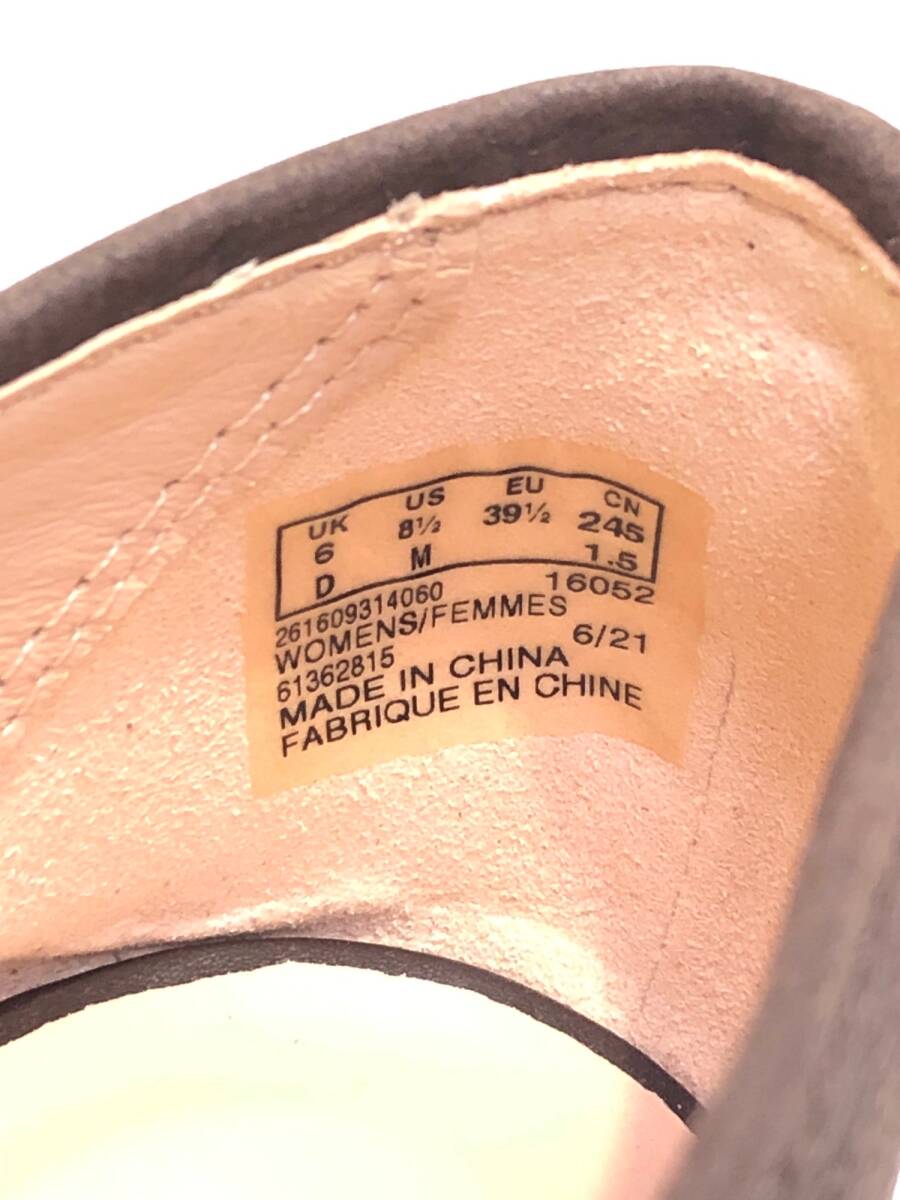 UK US EU CN
6 8½ 39½ 245
D M 1.5
261609314060 16052
WOMENS/FEMMES
61362815 6/21
MADE IN CHINA
FABRIQUE EN CHINE